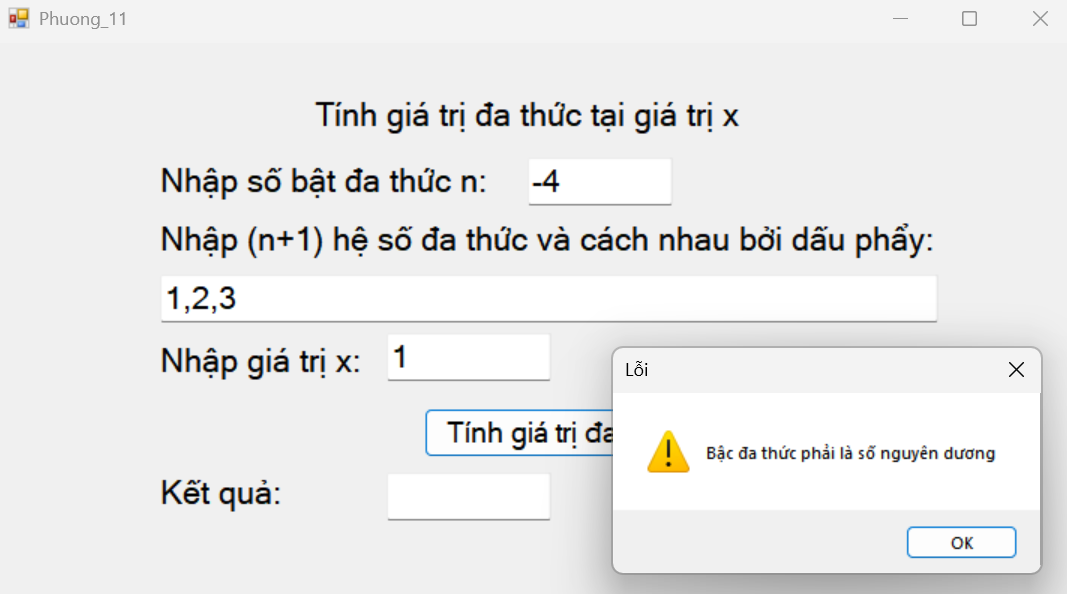 Phuong_11
Tính giá trị đa thức tại giá trị x
Nhập số bật đa thức n: -4
Nhập (n+1) hệ số đa thức và cách nhau bởi dấu phẩy:
1,2,3
Nhập giá trị x: 1
Tính giá trị đa
Kết quả:
Lỗi
Bậc đa thức phải là số nguyên dương
OK